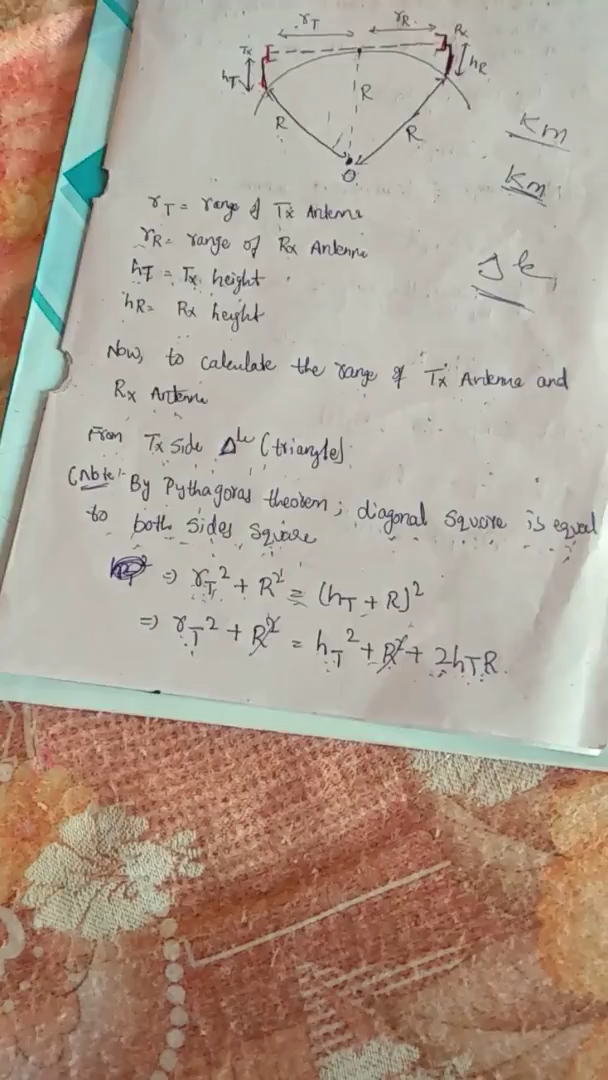 rT rR
Tx Rx
hT hR
R
R R
O
Km
Km
rT = range of Tx Antenna
rR = range of Rx Antenna
hT = Tx height
hR = Rx height
Δle
Now, to calculate the range of Tx Antenna and
Rx Antenna
From Tx side Δle (triangle)
(Note:- By Pythagoras theorem; diagonal square is equal
to both sides square
⇒ rT² + R² = (hT + R)²
⇒ rT² + R² = hT² + R² + 2hTR.